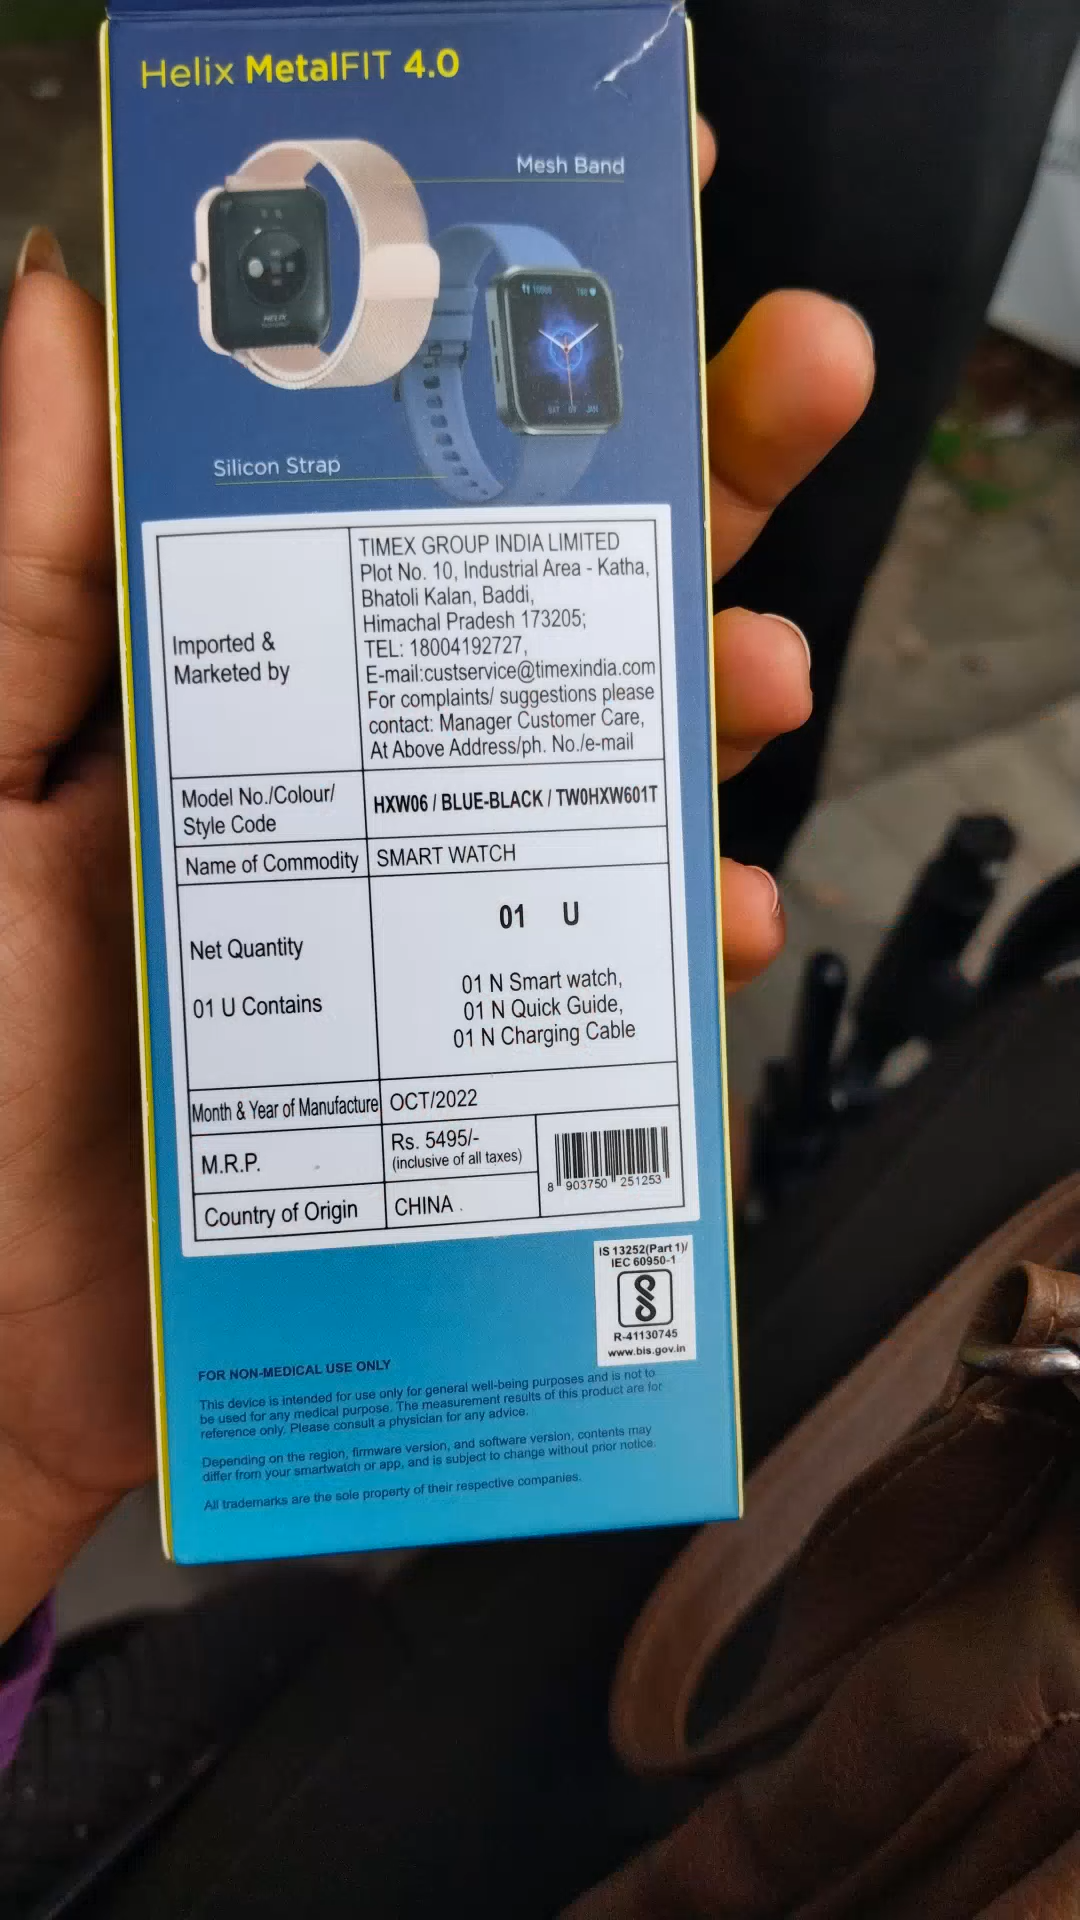 Helix MetalFIT 4.0
Mesh Band
Silicon Strap
Imported &
Marketed by
TIMEX GROUP INDIA LIMITED
Plot No. 10, Industrial Area - Katha,
Bhatoli Kalan, Baddi,
Himachal Pradesh 173205;
TEL: 18004192727,
E-mail:custservice@timexindia.com
For complaints/ suggestions please
contact: Manager Customer Care,
At Above Address/ph. No./e-mail
Model No./Colour/
Style Code
HXW06 / BLUE-BLACK / TW0HXW601T
Name of Commodity
SMART WATCH
Net Quantity
01 U
01 U Contains
01 N Smart watch,
01 N Quick Guide,
01 N Charging Cable
Month & Year of Manufacture
OCT/2022
M.R.P.
Rs. 5495/-
(inclusive of all taxes)
8 903750 251253
Country of Origin
CHINA .
IS 13252(Part 1)/
IEC 60950-1
R-41130745
www.bis.gov.in
FOR NON-MEDICAL USE ONLY
This device is intended for use only for general well-being purposes and is not to
be used for any medical purpose. The measurement results of this product are for
reference only. Please consult a physician for any advice.
Depending on the region, firmware version, and software version, contents may
differ from your smartwatch or app, and is subject to change without prior notice.
All trademarks are the sole property of their respective companies.